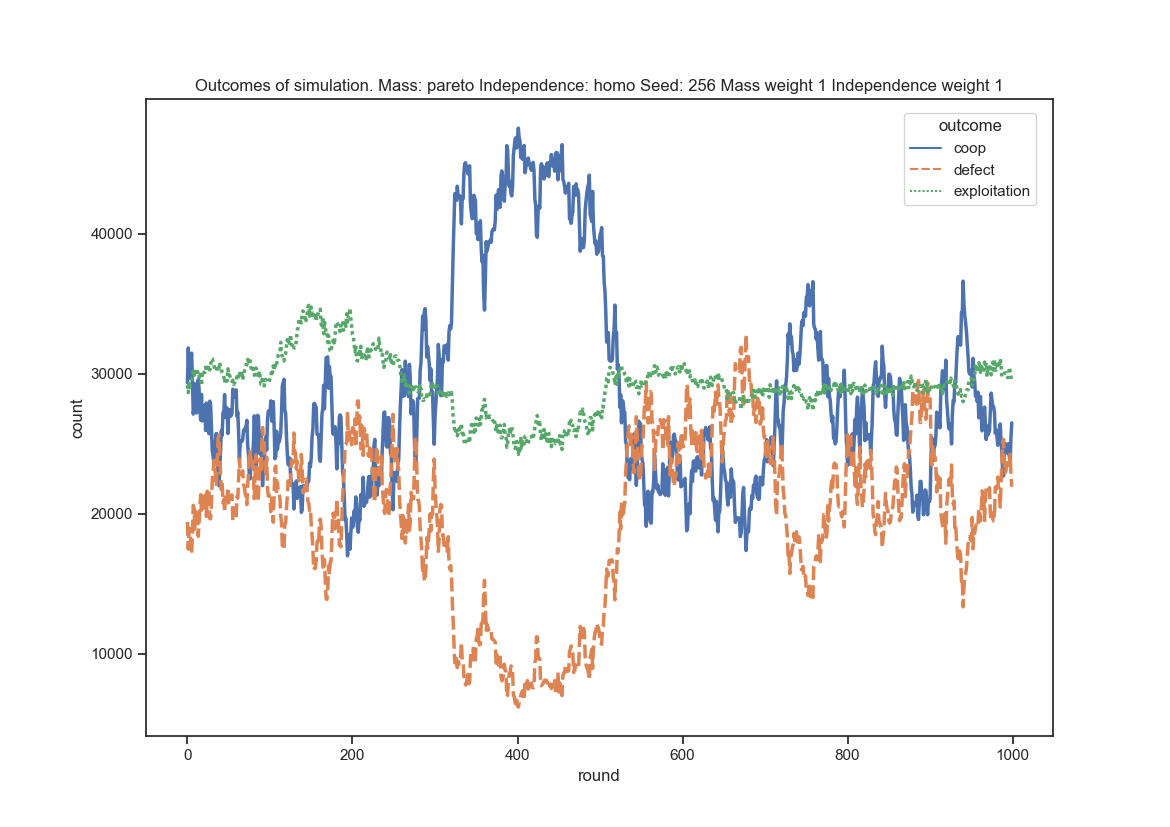 Outcomes of simulation. Mass: pareto Independence: homo Seed: 256 Mass weight 1 Independence weight 1
outcome
coop
defect
exploitation
40000
30000
20000
10000
count
0 200 400 600 800 1000
round